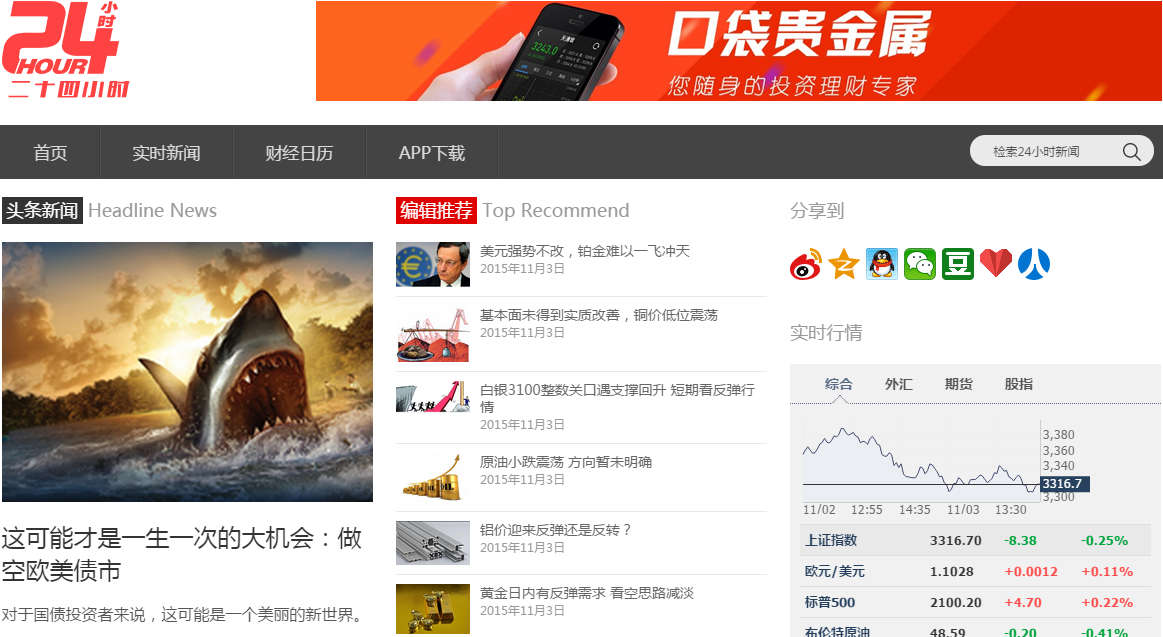 小时
24
HOUR
二十四小时
3243.0
口袋贵金属
您随身的投资理财专家
首页 实时新闻 财经日历 APP下载
检索24小时新闻
头条新闻 Headline News
这可能才是一生一次的大机会：做
空欧美债市
对于国债投资者来说，这可能是一个美丽的新世界。
编辑推荐 Top Recommend
美元强势不改，铂金难以一飞冲天
2015年11月3日
基本面未得到实质改善，铜价低位震荡
2015年11月3日
白银3100整数关口遇支撑回升 短期看反弹行
情
2015年11月3日
原油小跌震荡 方向暂未明确
2015年11月3日
铝价迎来反弹还是反转？
2015年11月3日
黄金日内有反弹需求 看空思路减淡
2015年11月3日
分享到
豆
实时行情
综合 外汇 期货 股指
3,380
3,360
3,340
3316.7
3,300
11/02 12:55 14:35 11/03 13:30
上证指数 3316.70 -8.38 -0.25%
欧元/美元 1.1028 +0.0012 +0.11%
标普500 2100.20 +4.70 +0.22%
布伦特原油 48.59 -0.20 -0.41%